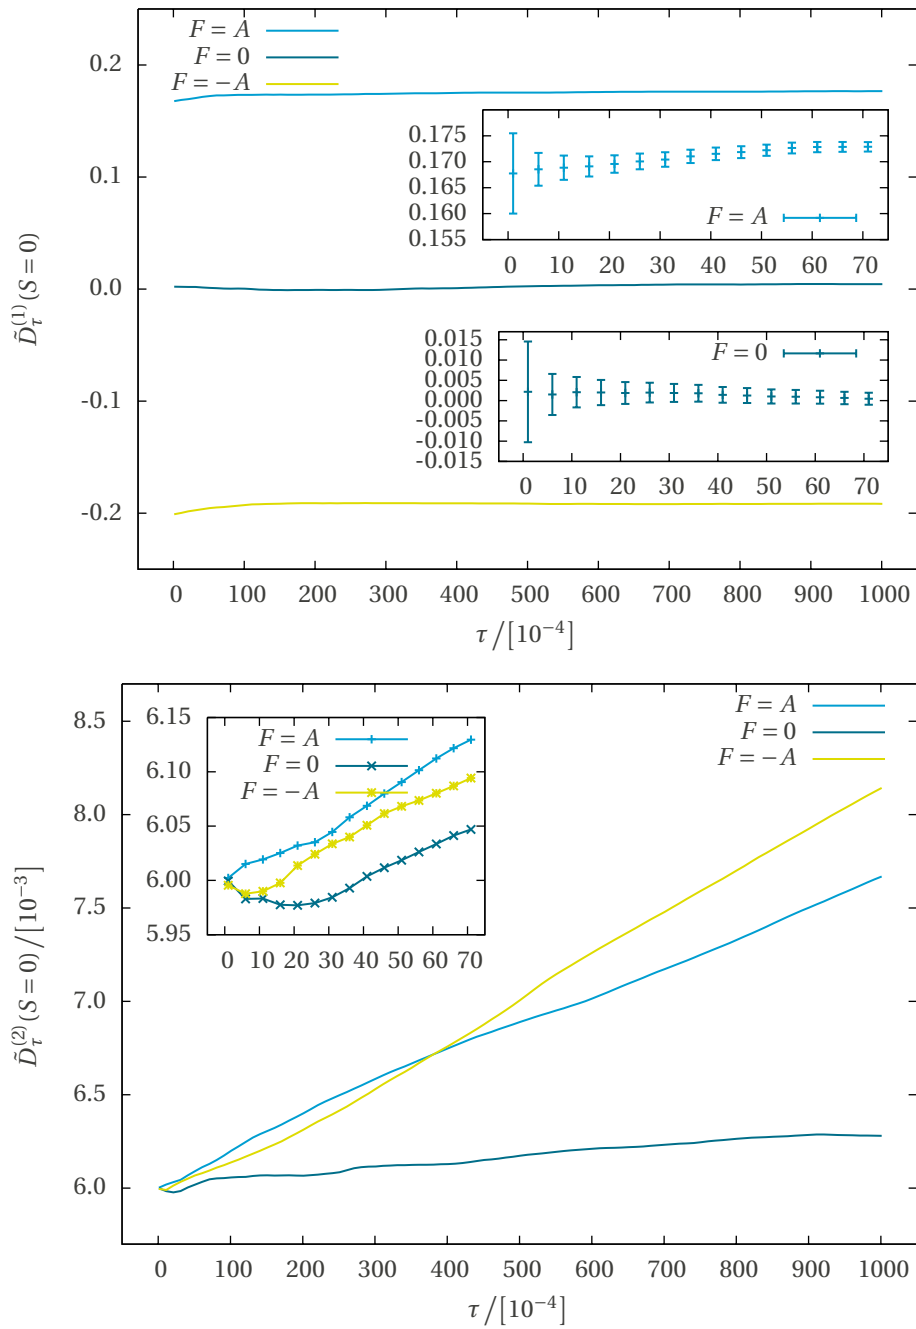 F = A
F = 0
F = −A
0.2
0.1
0.0
-0.1
-0.2
D̃τ^(1)(S = 0)
0.175
0.170
0.165
0.160
0.155
F = A
0 10 20 30 40 50 60 70
0.015
0.010
0.005
0.000
-0.005
-0.010
-0.015
F = 0
0 10 20 30 40 50 60 70
0 100 200 300 400 500 600 700 800 900 1000
τ / [10^−4]
8.5
8.0
7.5
7.0
6.5
6.0
D̃τ^(2)(S = 0) / [10^−3]
6.15
6.10
6.05
6.00
5.95
F = A
F = 0
F = −A
0 10 20 30 40 50 60 70
F = A
F = 0
F = −A
0 100 200 300 400 500 600 700 800 900 1000
τ / [10^−4]